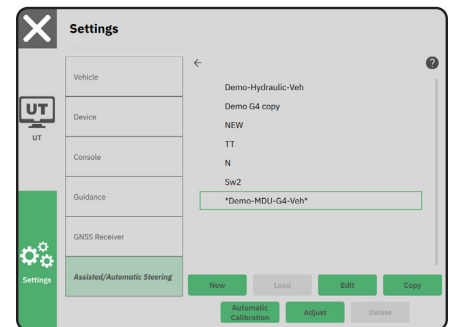 Settings
Vehicle
Device
Console
Guidance
GNSS Receiver
Assisted/Automatic Steering
UT
UT
Settings
?
Demo-Hydraulic-Veh
Demo G4 copy
NEW
TT
N
Sw2
*Demo-MDU-G4-Veh*
New
Load
Edit
Copy
Automatic
Calibration
Adjust
Delete